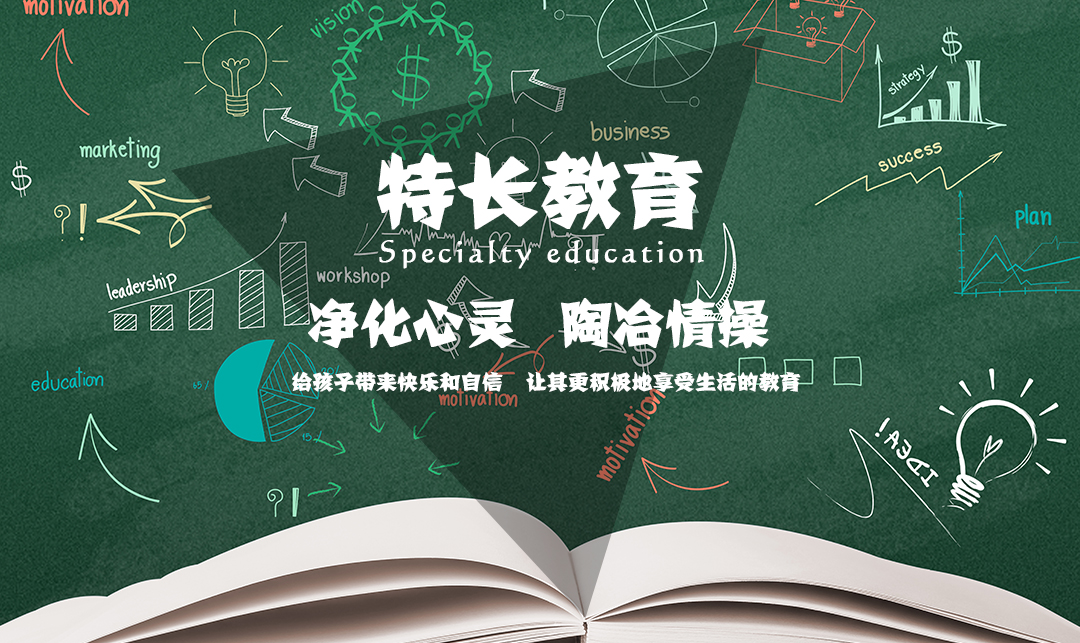 motivation
vision
$
strategy
$
business
marketing
success
$
特长教育
?!
plan
Specialty education
leadership
workshop
净化心灵 陶冶情操
education
给孩子带来快乐和自信 让其更积极地享受生活的教育
motivation
motivation
IDEA!
?!